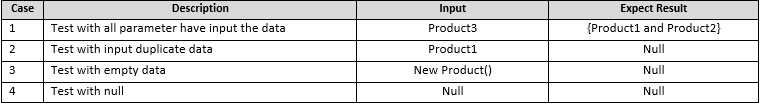 Case Description Input Expect Result
1 Test with all parameter have input the data Product3 {Product1 and Product2}
2 Test with input duplicate data Product1 Null
3 Test with empty data New Product() Null
4 Test with null Null Null